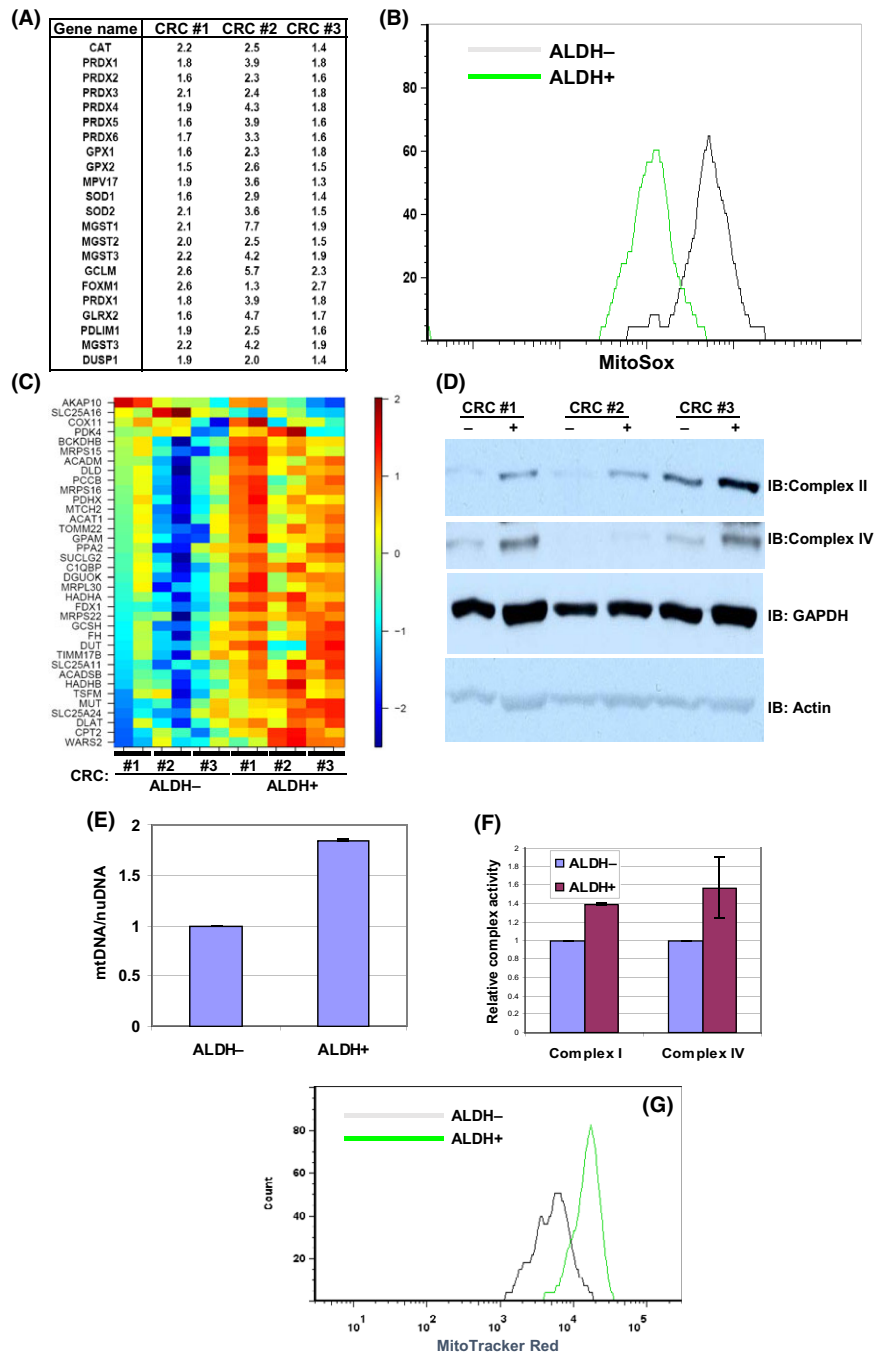 (A)
Gene name CRC #1 CRC #2 CRC #3
CAT 2.2 2.5 1.4
PRDX1 1.8 3.9 1.8
PRDX2 1.6 2.3 1.6
PRDX3 2.1 2.4 1.8
PRDX4 1.9 4.3 1.8
PRDX5 1.6 3.9 1.6
PRDX6 1.7 3.3 1.6
GPX1 1.6 2.3 1.8
GPX2 1.5 2.6 1.5
MPV17 1.9 3.6 1.3
SOD1 1.6 2.9 1.4
SOD2 2.1 3.6 1.5
MGST1 2.1 7.7 1.9
MGST2 2.0 2.5 1.5
MGST3 2.2 4.2 1.9
GCLM 2.6 5.7 2.3
FOXM1 2.6 1.3 2.7
PRDX1 1.8 3.9 1.8
GLRX2 1.6 4.7 1.7
PDLIM1 1.9 2.5 1.6
MGST3 2.2 4.2 1.9
DUSP1 1.9 2.0 1.4
(B)
ALDH–
ALDH+
80
60
40
20
MitoSox
(C)
AKAP10
SLC25A16
COX11
PDK4
BCKDHB
MRPS15
ACADM
DLD
PCCB
MRPS16
PDHX
MTCH2
ACAT1
TOMM22
GPAM
PPA2
SUCLG2
C1QBP
DGUOK
MRPL30
HADHA
FDX1
MRPS22
GCSH
FH
DUT
TIMM17B
SLC25A11
ACADSB
HADHB
TSFM
MUT
SLC25A24
DLAT
CPT2
WARS2
2
1
0
−1
−2
CRC: #1 #2 #3 #1 #2 #3
ALDH– ALDH+
(D)
CRC #1 CRC #2 CRC #3
– + – + – +
IB:Complex II
IB:Complex IV
IB: GAPDH
IB: Actin
(E)
mtDNA/nuDNA
2
1.5
1
0.5
0
ALDH– ALDH+
(F)
Relative complex activity
2
1.8
1.6
1.4
1.2
1
0.8
0.6
0.4
0.2
0
ALDH–
ALDH+
Complex I Complex IV
(G)
ALDH–
ALDH+
Count
80
60
40
20
10^1 10^2 10^3 10^4 10^5
MitoTracker Red